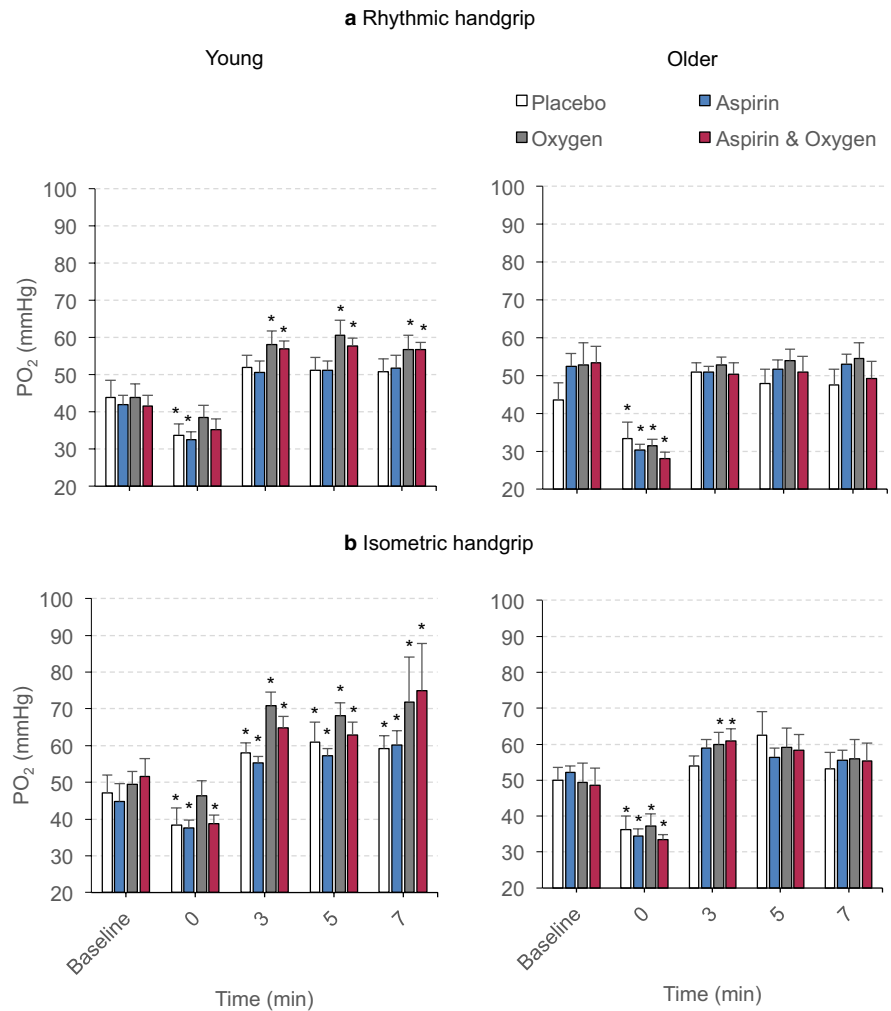 a Rhythmic handgrip
Young
Older
Placebo
Aspirin
Oxygen
Aspirin & Oxygen
PO2 (mmHg)
100
90
80
70
60
50
40
30
20
* * * * * * * *
100
90
80
70
60
50
40
30
20
* * * *
b Isometric handgrip
PO2 (mmHg)
100
90
80
70
60
50
40
30
20
* * * * * * * * * * * * * * *
Baseline 0 3 5 7
Time (min)
100
90
80
70
60
50
40
30
20
* * * * * *
Baseline 0 3 5 7
Time (min)